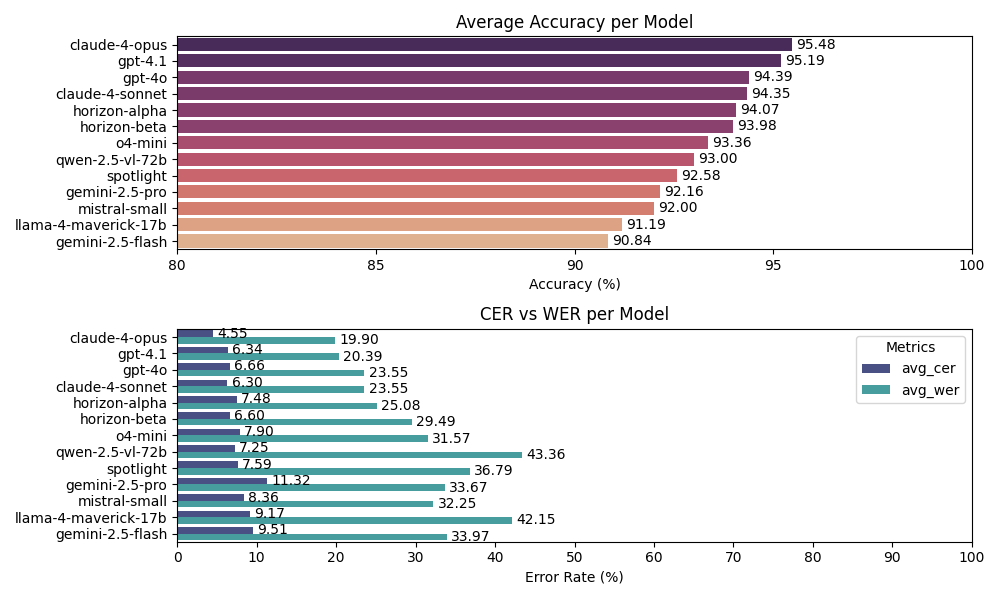 Average Accuracy per Model
claude-4-opus 95.48
gpt-4.1 95.19
gpt-4o 94.39
claude-4-sonnet 94.35
horizon-alpha 94.07
horizon-beta 93.98
o4-mini 93.36
qwen-2.5-vl-72b 93.00
spotlight 92.58
gemini-2.5-pro 92.16
mistral-small 92.00
llama-4-maverick-17b 91.19
gemini-2.5-flash 90.84
80 85 90 95 100
Accuracy (%)
CER vs WER per Model
Metrics
avg_cer
avg_wer
claude-4-opus 4.55 19.90
gpt-4.1 6.34 20.39
gpt-4o 6.66 23.55
claude-4-sonnet 6.30 23.55
horizon-alpha 7.48 25.08
horizon-beta 6.60 29.49
o4-mini 7.90 31.57
qwen-2.5-vl-72b 7.25 43.36
spotlight 7.59 36.79
gemini-2.5-pro 11.32 33.67
mistral-small 8.36 32.25
llama-4-maverick-17b 9.17 42.15
gemini-2.5-flash 9.51 33.97
0 10 20 30 40 50 60 70 80 90 100
Error Rate (%)